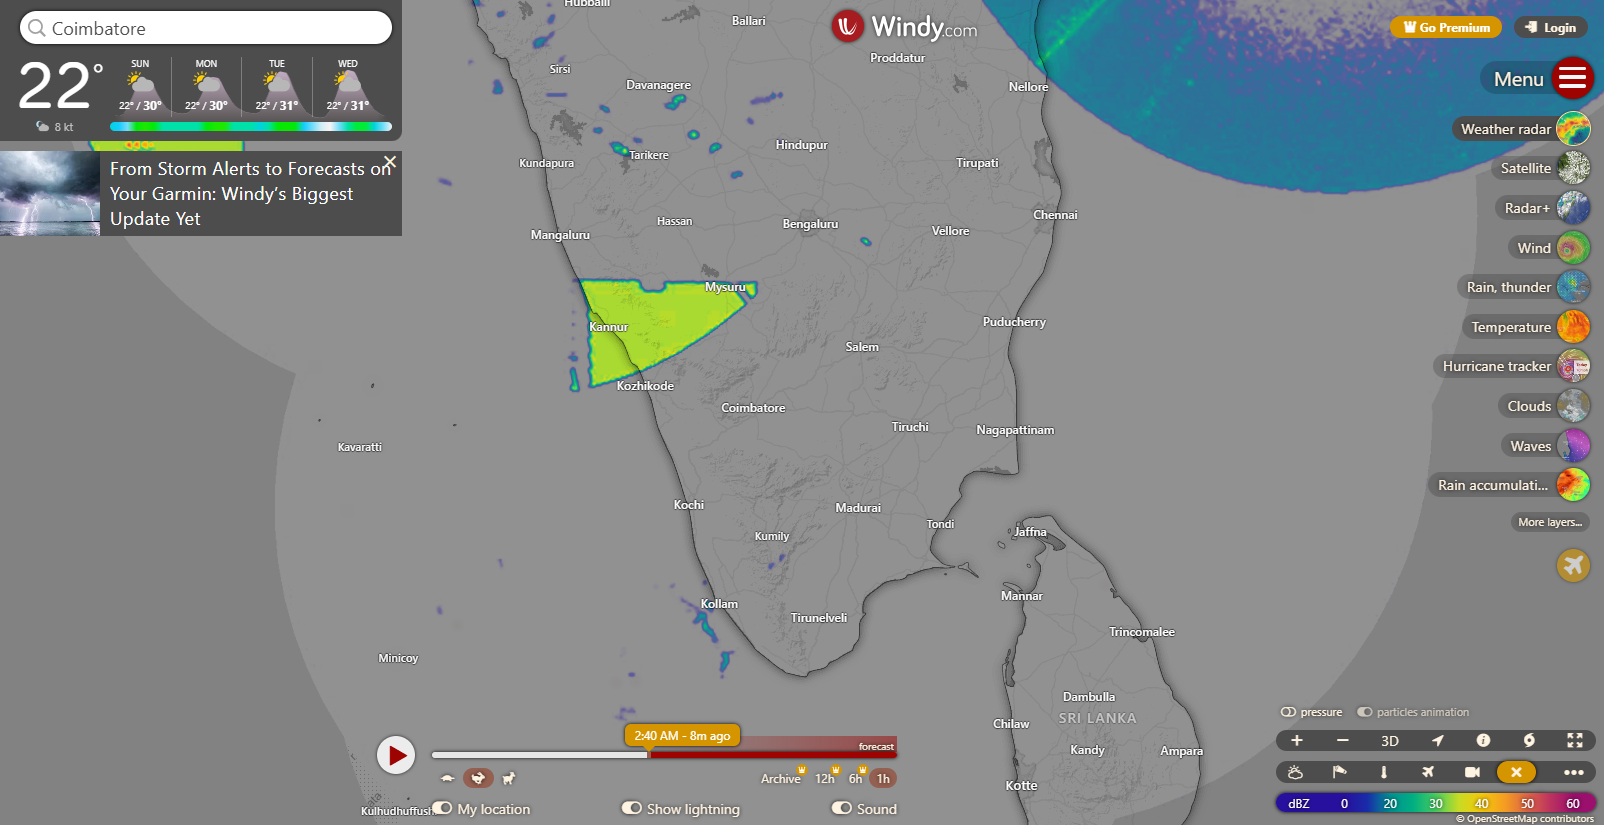 Coimbatore
22°
SUN
MON
TUE
WED
22° / 30°
22° / 30°
22° / 31°
22° / 31°
8 kt
From Storm Alerts to Forecasts on
Your Garmin: Windy's Biggest
Update Yet
Windy.com
Go Premium
Login
Menu
Weather radar
Satellite
Radar+
Wind
Rain, thunder
Temperature
Hurricane tracker
Clouds
Waves
Rain accumulati...
More layers...
Hubballi
Ballari
Proddatur
Sirsi
Davanagere
Nellore
Tarikere
Hindupur
Kundapura
Tirupati
Hassan
Bengaluru
Chennai
Mangaluru
Vellore
Mysuru
Kannur
Puducherry
Salem
Kozhikode
Coimbatore
Tiruchi
Nagapattinam
Kavaratti
Kochi
Madurai
Tondi
Jaffna
Kumily
Mannar
Kollam
Tirunelveli
Trincomalee
Minicoy
Dambulla
SRI LANKA
Chilaw
Kandy
Ampara
Kotte
Kulhudhuffush
2:40 AM - 8m ago
forecast
Archive
12h
6h
1h
My location
Show lightning
Sound
pressure
particles animation
3D
dBZ 0 20 30 40 50 60
© OpenStreetMap contributors